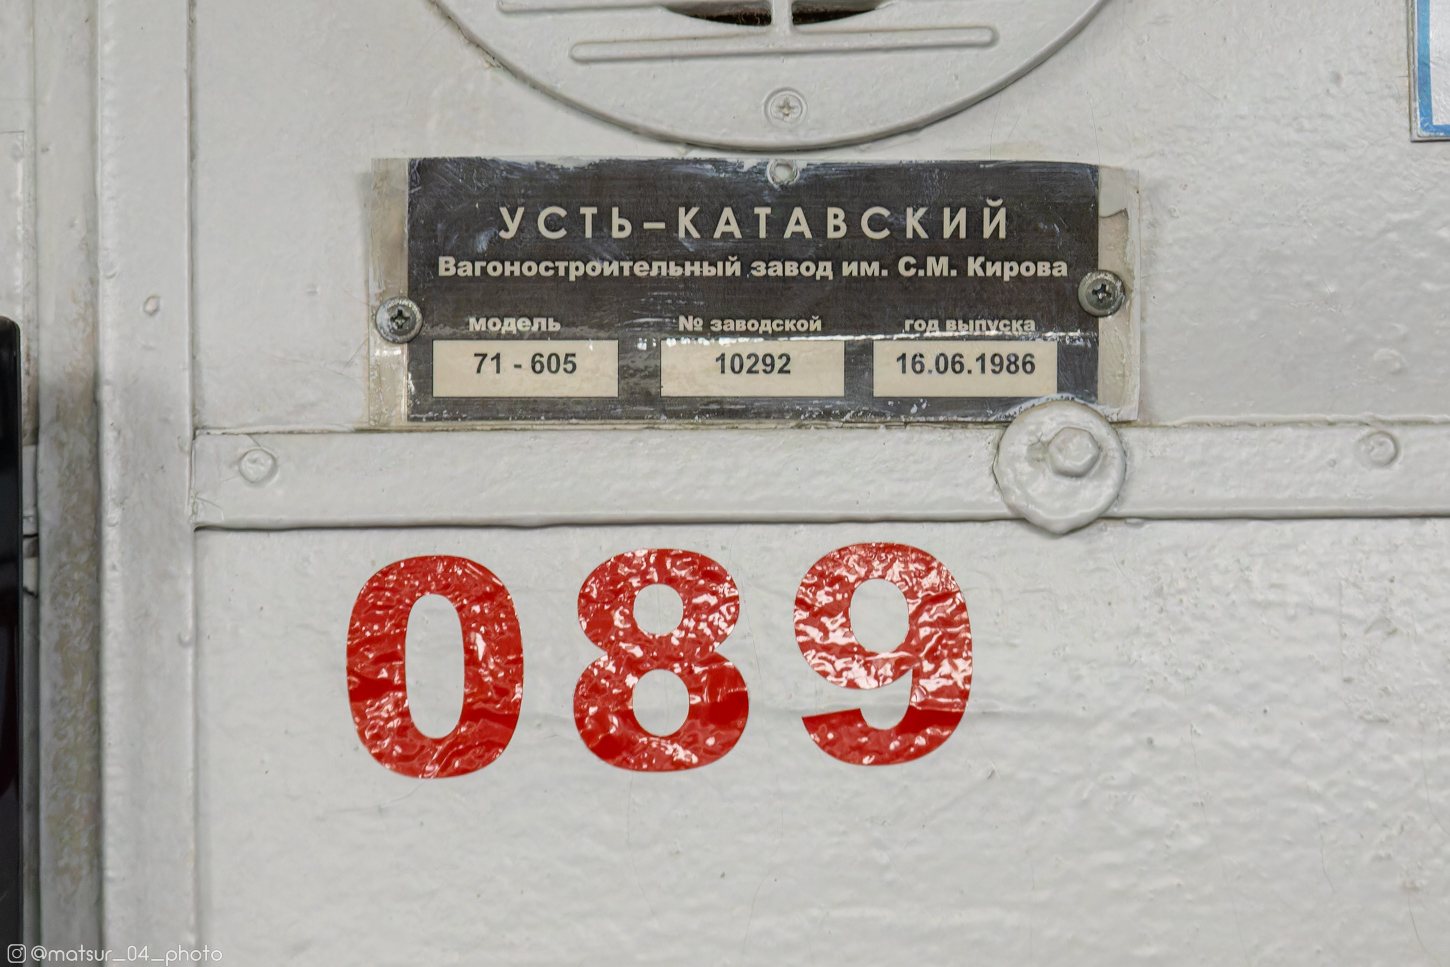 УСТЬ–КАТАВСКИЙ
Вагоностроительный завод им. С.М. Кирова
модель № заводской год выпуска
71 - 605 10292 16.06.1986
089
@matsur_04_photo